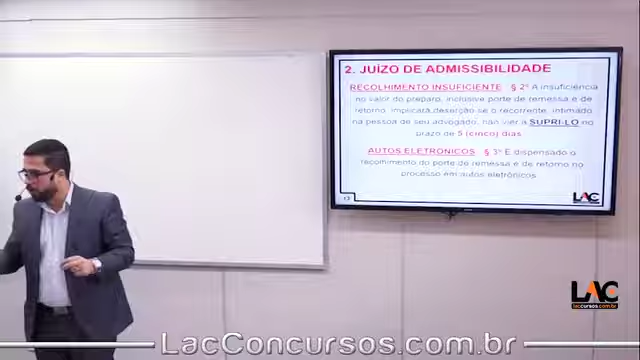 2. JUÍZO DE ADMISSIBILIDADE
RECOLHIMENTO INSUFICIENTE § 2º A insuficiência
no valor do preparo, inclusive porte de remessa e de
retorno, implicará deserção se o recorrente, intimado
na pessoa de seu advogado, não vier a SUPRI-LO no
prazo de 5 (cinco) dias.
AUTOS ELETRÔNICOS § 3º É dispensado o
recolhimento do porte de remessa e de retorno no
processo em autos eletrônicos.
LAC
LAC
lacconcursos.com.br
LacConcursos.com.br